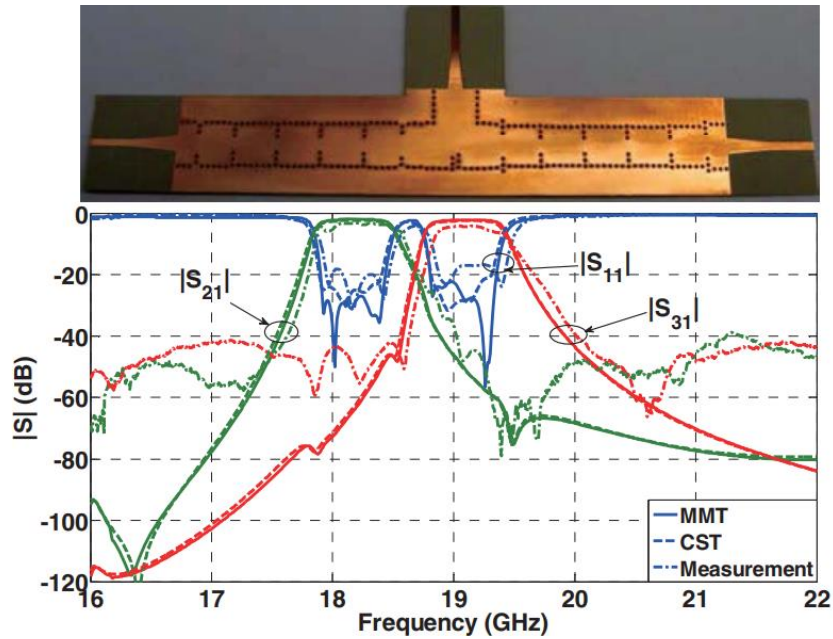 0
-20
-40
-60
-80
-100
-120
|S| (dB)
|S21|
|S11|
|S31|
MMT
CST
Measurement
16 17 18 19 20 21 22
Frequency (GHz)